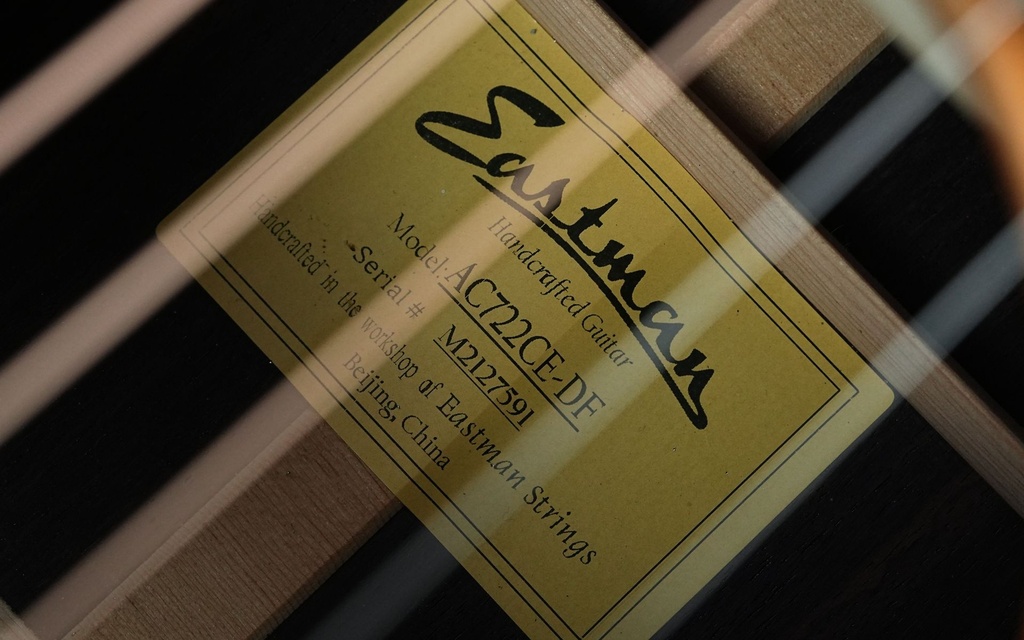 Eastman
Handcrafted Guitar
Model: AC722CE-DF
Serial # M2127591
Handcrafted in the workshop of Eastman Strings
Beijing, China